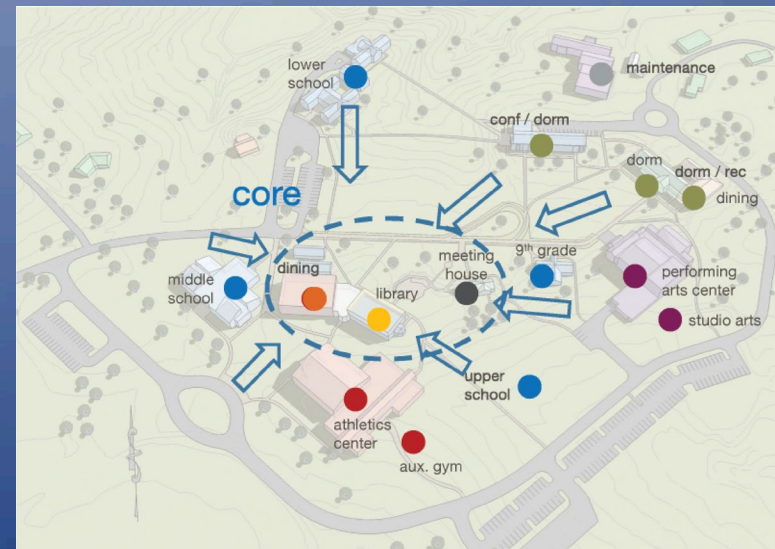 lower
school
maintenance
conf / dorm
dorm
dorm / rec
dining
core
9th grade
meeting
house
dining
library
middle
school
performing
arts center
studio arts
upper
school
athletics
center
aux. gym